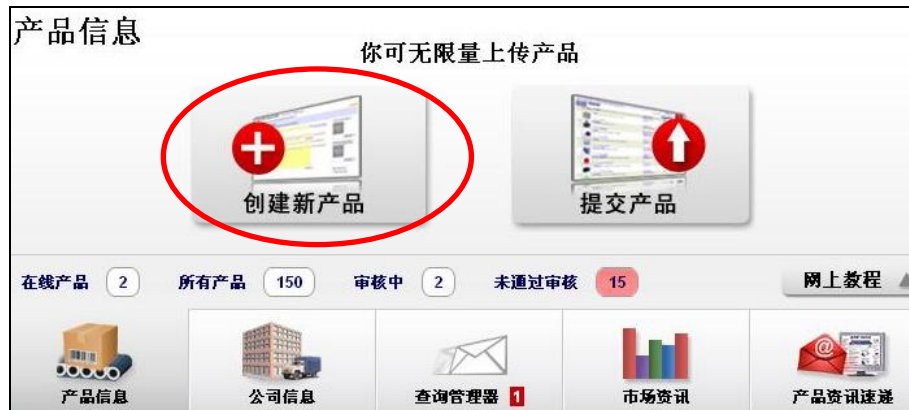 产品信息
你可无限量上传产品
创建新产品 提交产品
在线产品 2 所有产品 150 审核中 2 未通过审核 15 网上教程
产品信息 公司信息 查询管理器 1 市场资讯 产品资讯速递